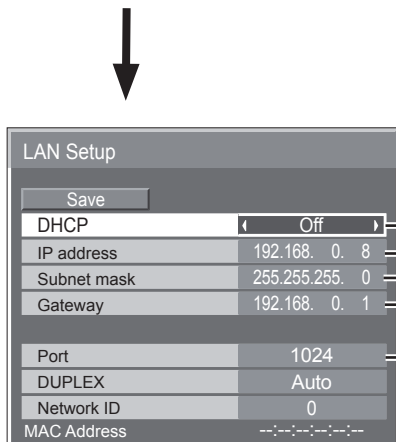 LAN Setup
Save
DHCP Off
IP address 192.168. 0. 8
Subnet mask 255.255.255. 0
Gateway 192.168. 0. 1
Port 1024
DUPLEX Auto
Network ID 0
MAC Address --:--:--:--:--:--